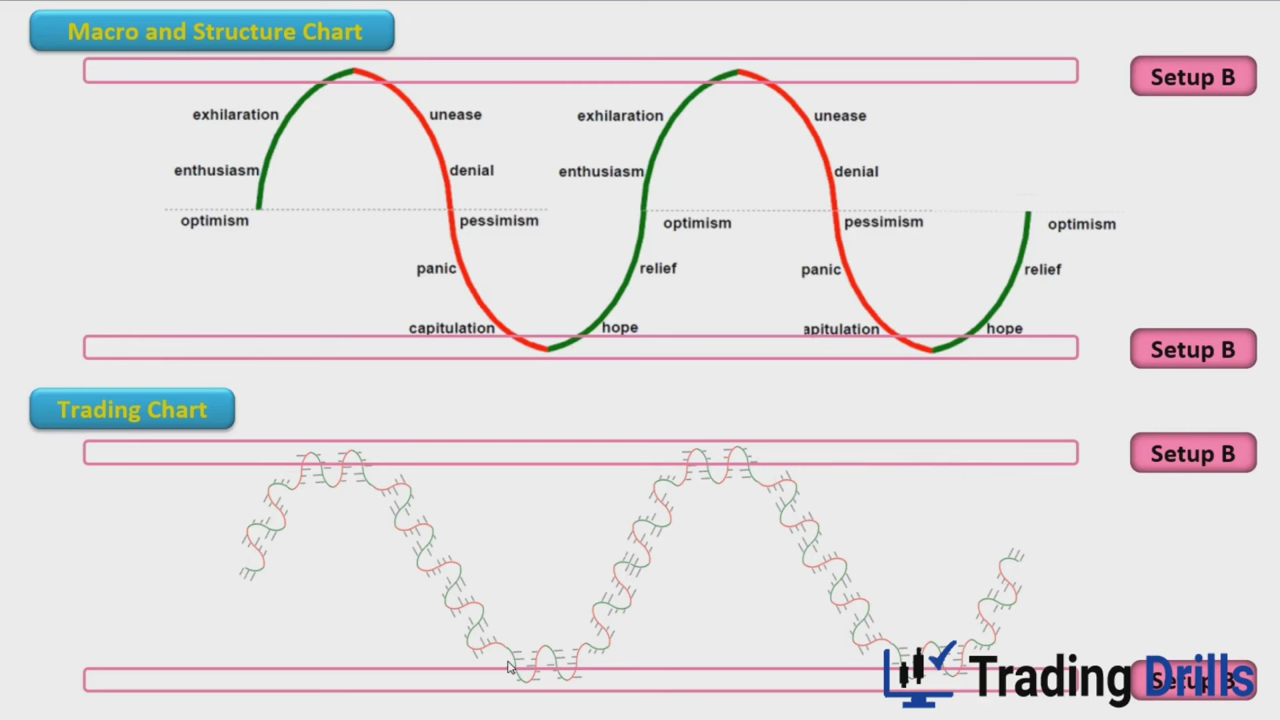 Macro and Structure Chart
Setup B
exhilaration unease exhilaration unease
enthusiasm denial enthusiasm denial
optimism pessimism optimism pessimism optimism
panic relief panic relief
capitulation hope apitulation hope
Setup B
Trading Chart
Setup B
Setup B
Trading Drills